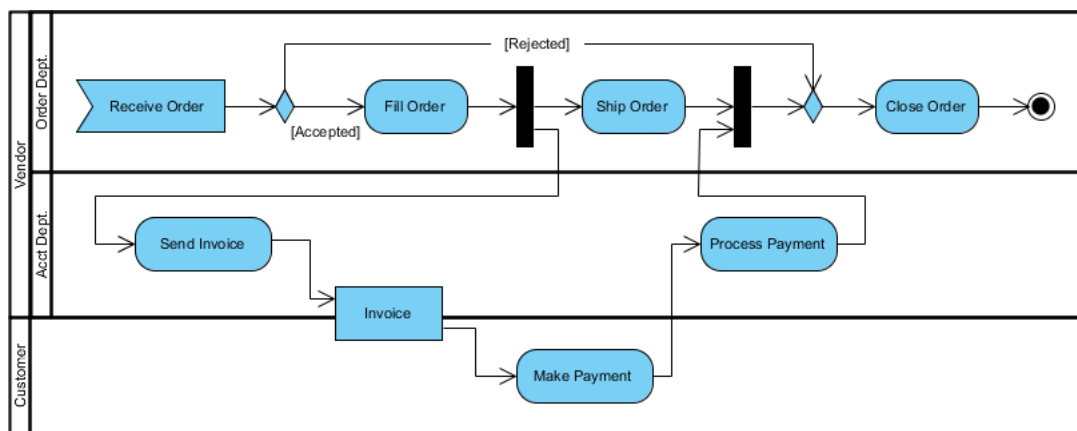 Vendor
Order Dept.
[Rejected]
Receive Order
Fill Order
Ship Order
Close Order
[Accepted]
Acct Dept.
Send Invoice
Process Payment
Invoice
Customer
Make Payment